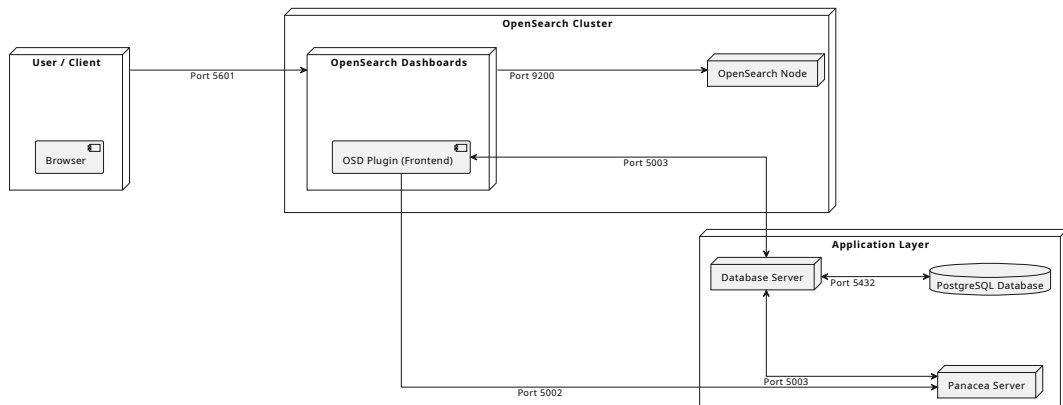 OpenSearch Cluster
User / Client
OpenSearch Dashboards
Port 5601
Port 9200
OpenSearch Node
Browser
OSD Plugin (Frontend)
Port 5003
Application Layer
Database Server
Port 5432
PostgreSQL Database
Port 5003
Panacea Server
Port 5002